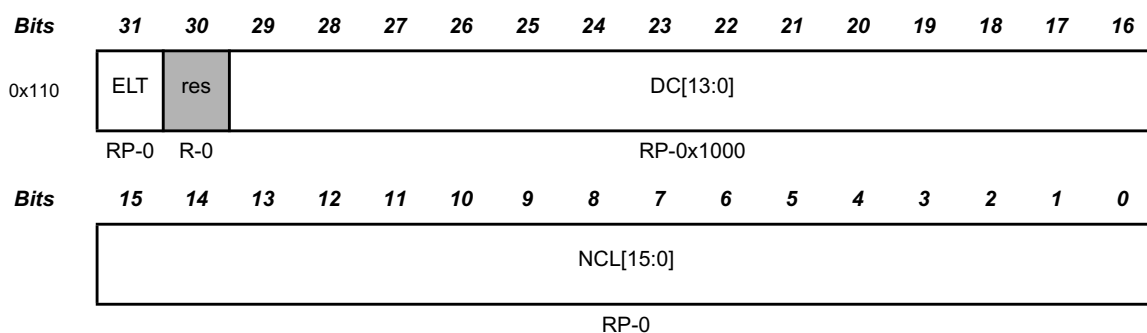 Bits 31 30 29 28 27 26 25 24 23 22 21 20 19 18 17 16
0x110 ELT res DC[13:0]
RP-0 R-0 RP-0x1000
Bits 15 14 13 12 11 10 9 8 7 6 5 4 3 2 1 0
NCL[15:0]
RP-0